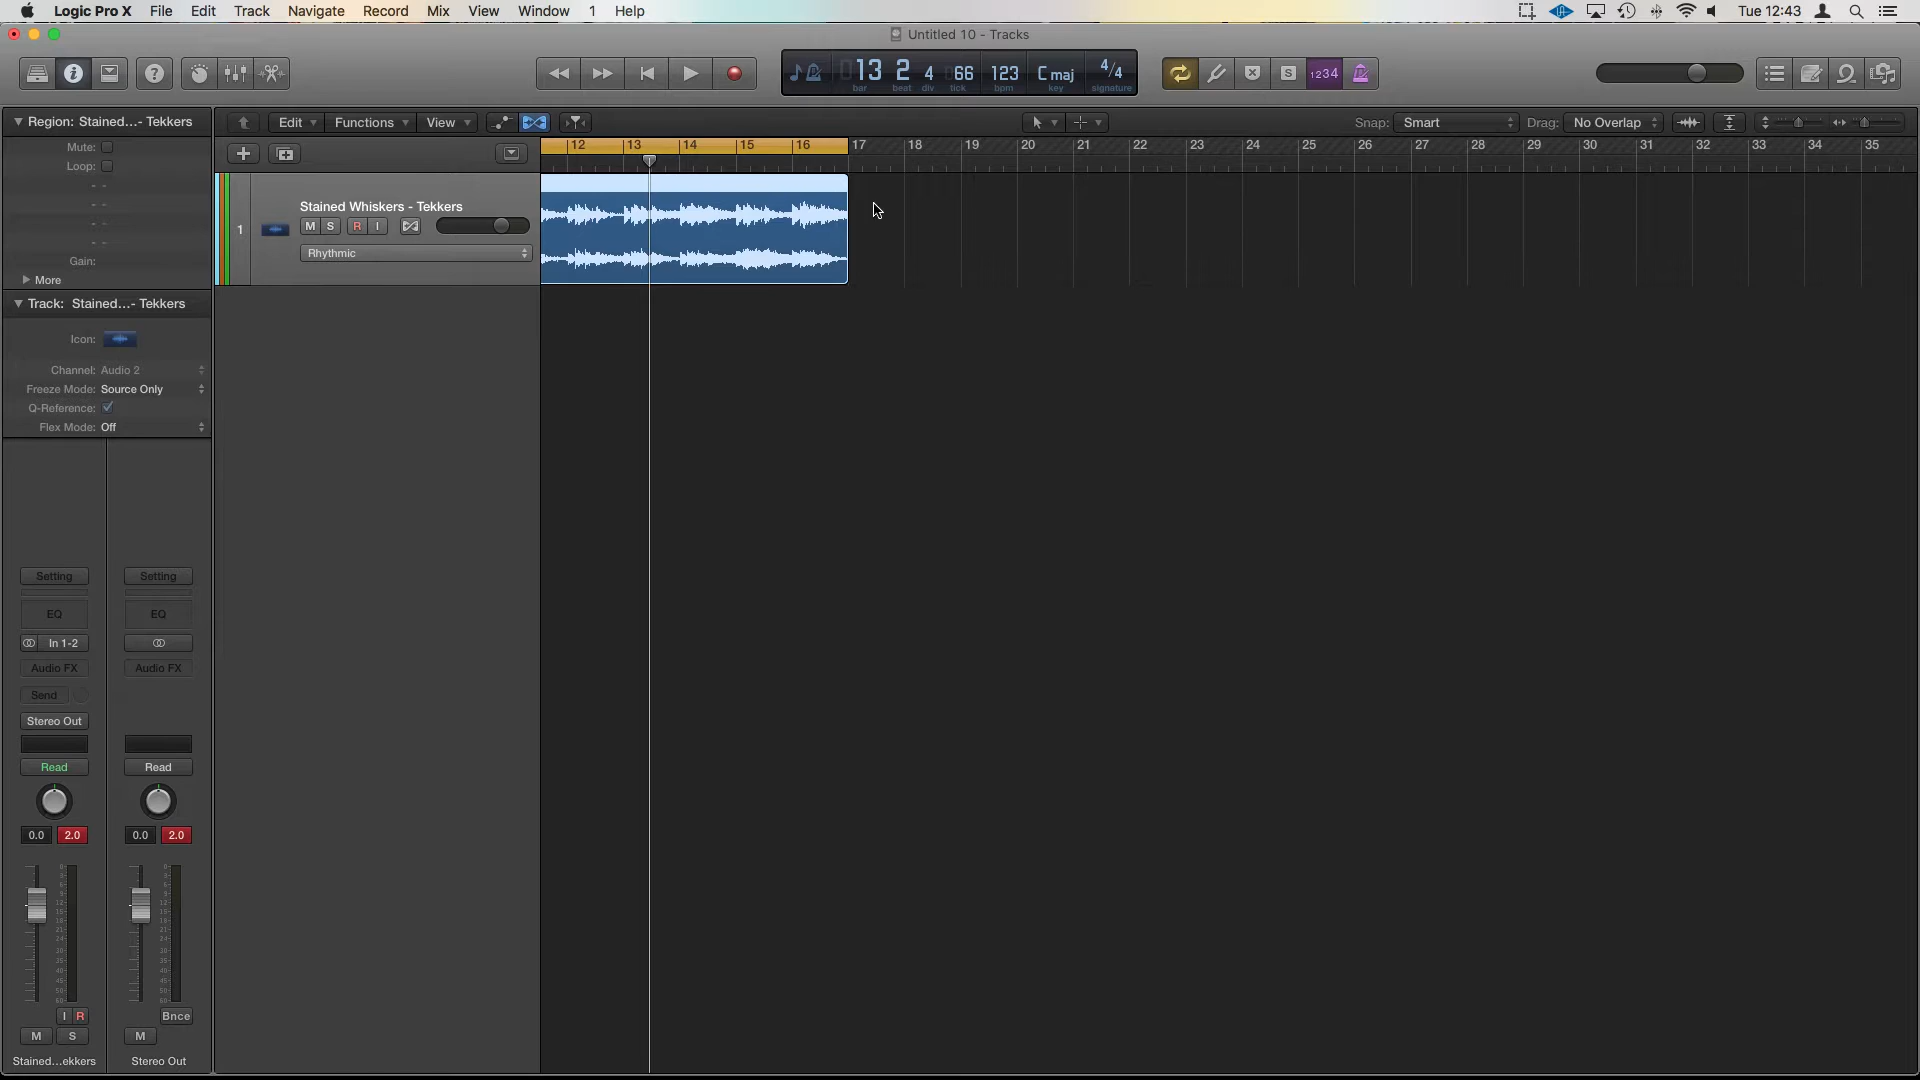 Logic Pro X File Edit Track Navigate Record Mix View Window 1 Help Tue 12:43
Untitled 10 - Tracks
13 2 4 66 123 C maj 4/4
bar beat div tick bpm key signature
S 1234
Region: Stained...- Tekkers
Edit Functions View Snap: Smart Drag: No Overlap
Mute:
Loop:
- -
- -
- -
- -
Gain:
More
12 13 14 15 16 17 18 19 20 21 22 23 24 25 26 27 28 29 30 31 32 33 34 35
1
Stained Whiskers - Tekkers
M S R I
Rhythmic
Track: Stained...- Tekkers
Icon:
Channel: Audio 2
Freeze Mode: Source Only
Q-Reference:
Flex Mode: Off
Setting Setting
EQ EQ
In 1-2
Audio FX Audio FX
Send
Stereo Out
Read Read
0.0 2.0 0.0 2.0
I R Bnce
M S M
Stained...ekkers Stereo Out